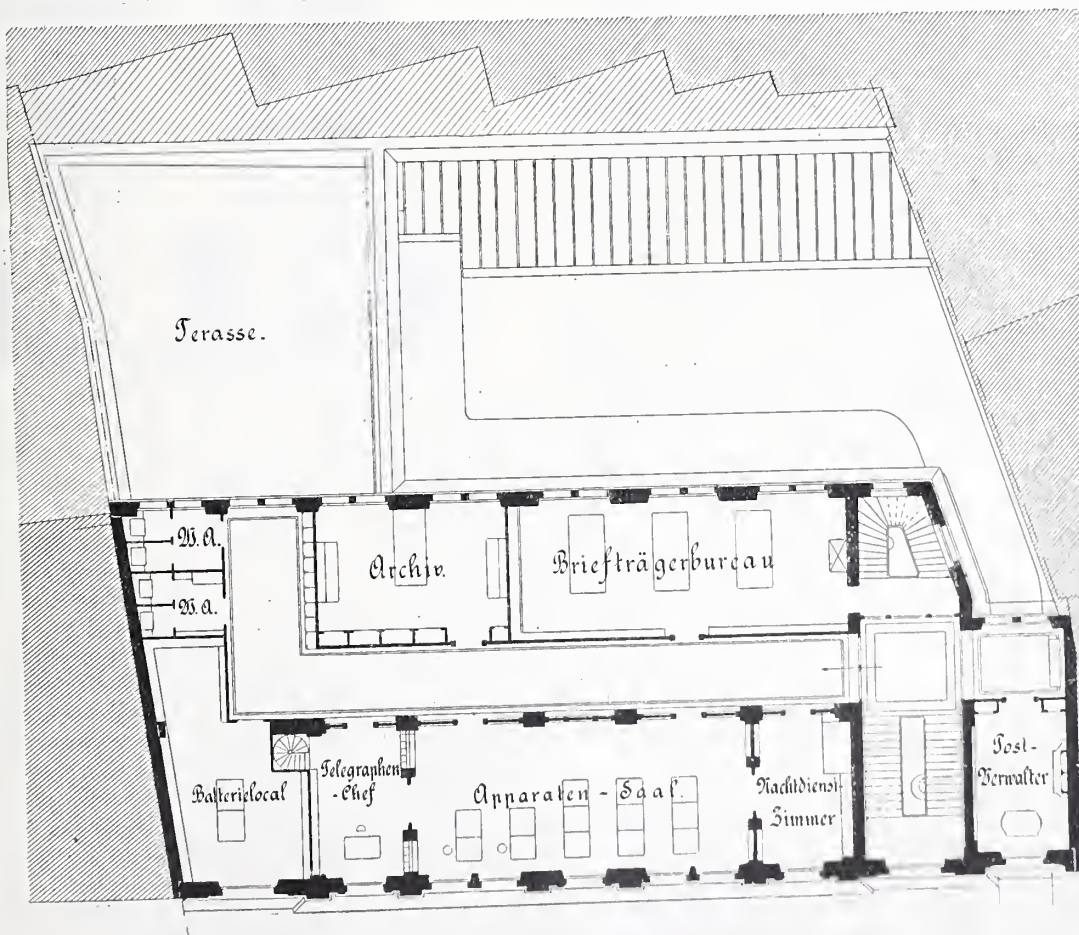 Terasse.
W.A.
Archiv.
Briefträgerbureau
W.A.
Batterielocal
Telegraphen
-Chef
Apparaten-Saal.
Nachtdienst-
Zimmer
Post-
Verwalter